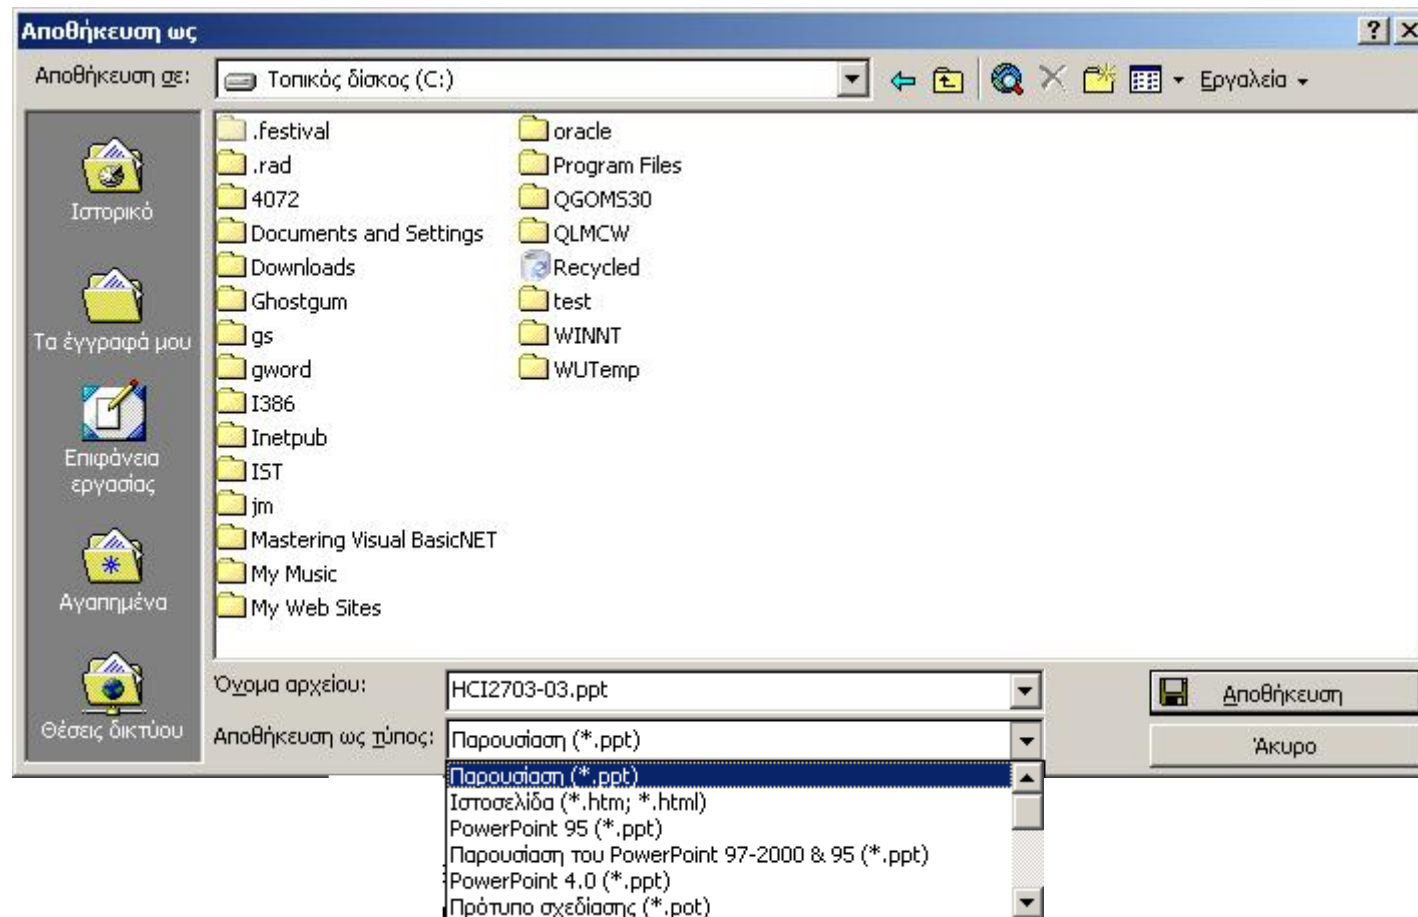 Αποθήκευση ως
Αποθήκευση σε:
Τοπικός δίσκος (C:)
Εργαλεία
Ιστορικό
Τα έγγραφά μου
Επιφάνεια
εργασίας
Αγαπημένα
Θέσεις δικτύου
.festival
.rad
4072
Documents and Settings
Downloads
Ghostgum
gs
gword
I386
Inetpub
IST
jm
Mastering Visual BasicNET
My Music
My Web Sites
oracle
Program Files
QGOMS30
QLMCW
Recycled
test
WINNT
WUTemp
Όνομα αρχείου:
HCI2703-03.ppt
Αποθήκευση
Αποθήκευση ως τύπος:
Παρουσίαση (*.ppt)
Άκυρο
Παρουσίαση (*.ppt)
Ιστοσελίδα (*.htm; *.html)
PowerPoint 95 (*.ppt)
Παρουσίαση του PowerPoint 97-2000 & 95 (*.ppt)
PowerPoint 4.0 (*.ppt)
Πρότυπο σχεδίασης (*.pot)